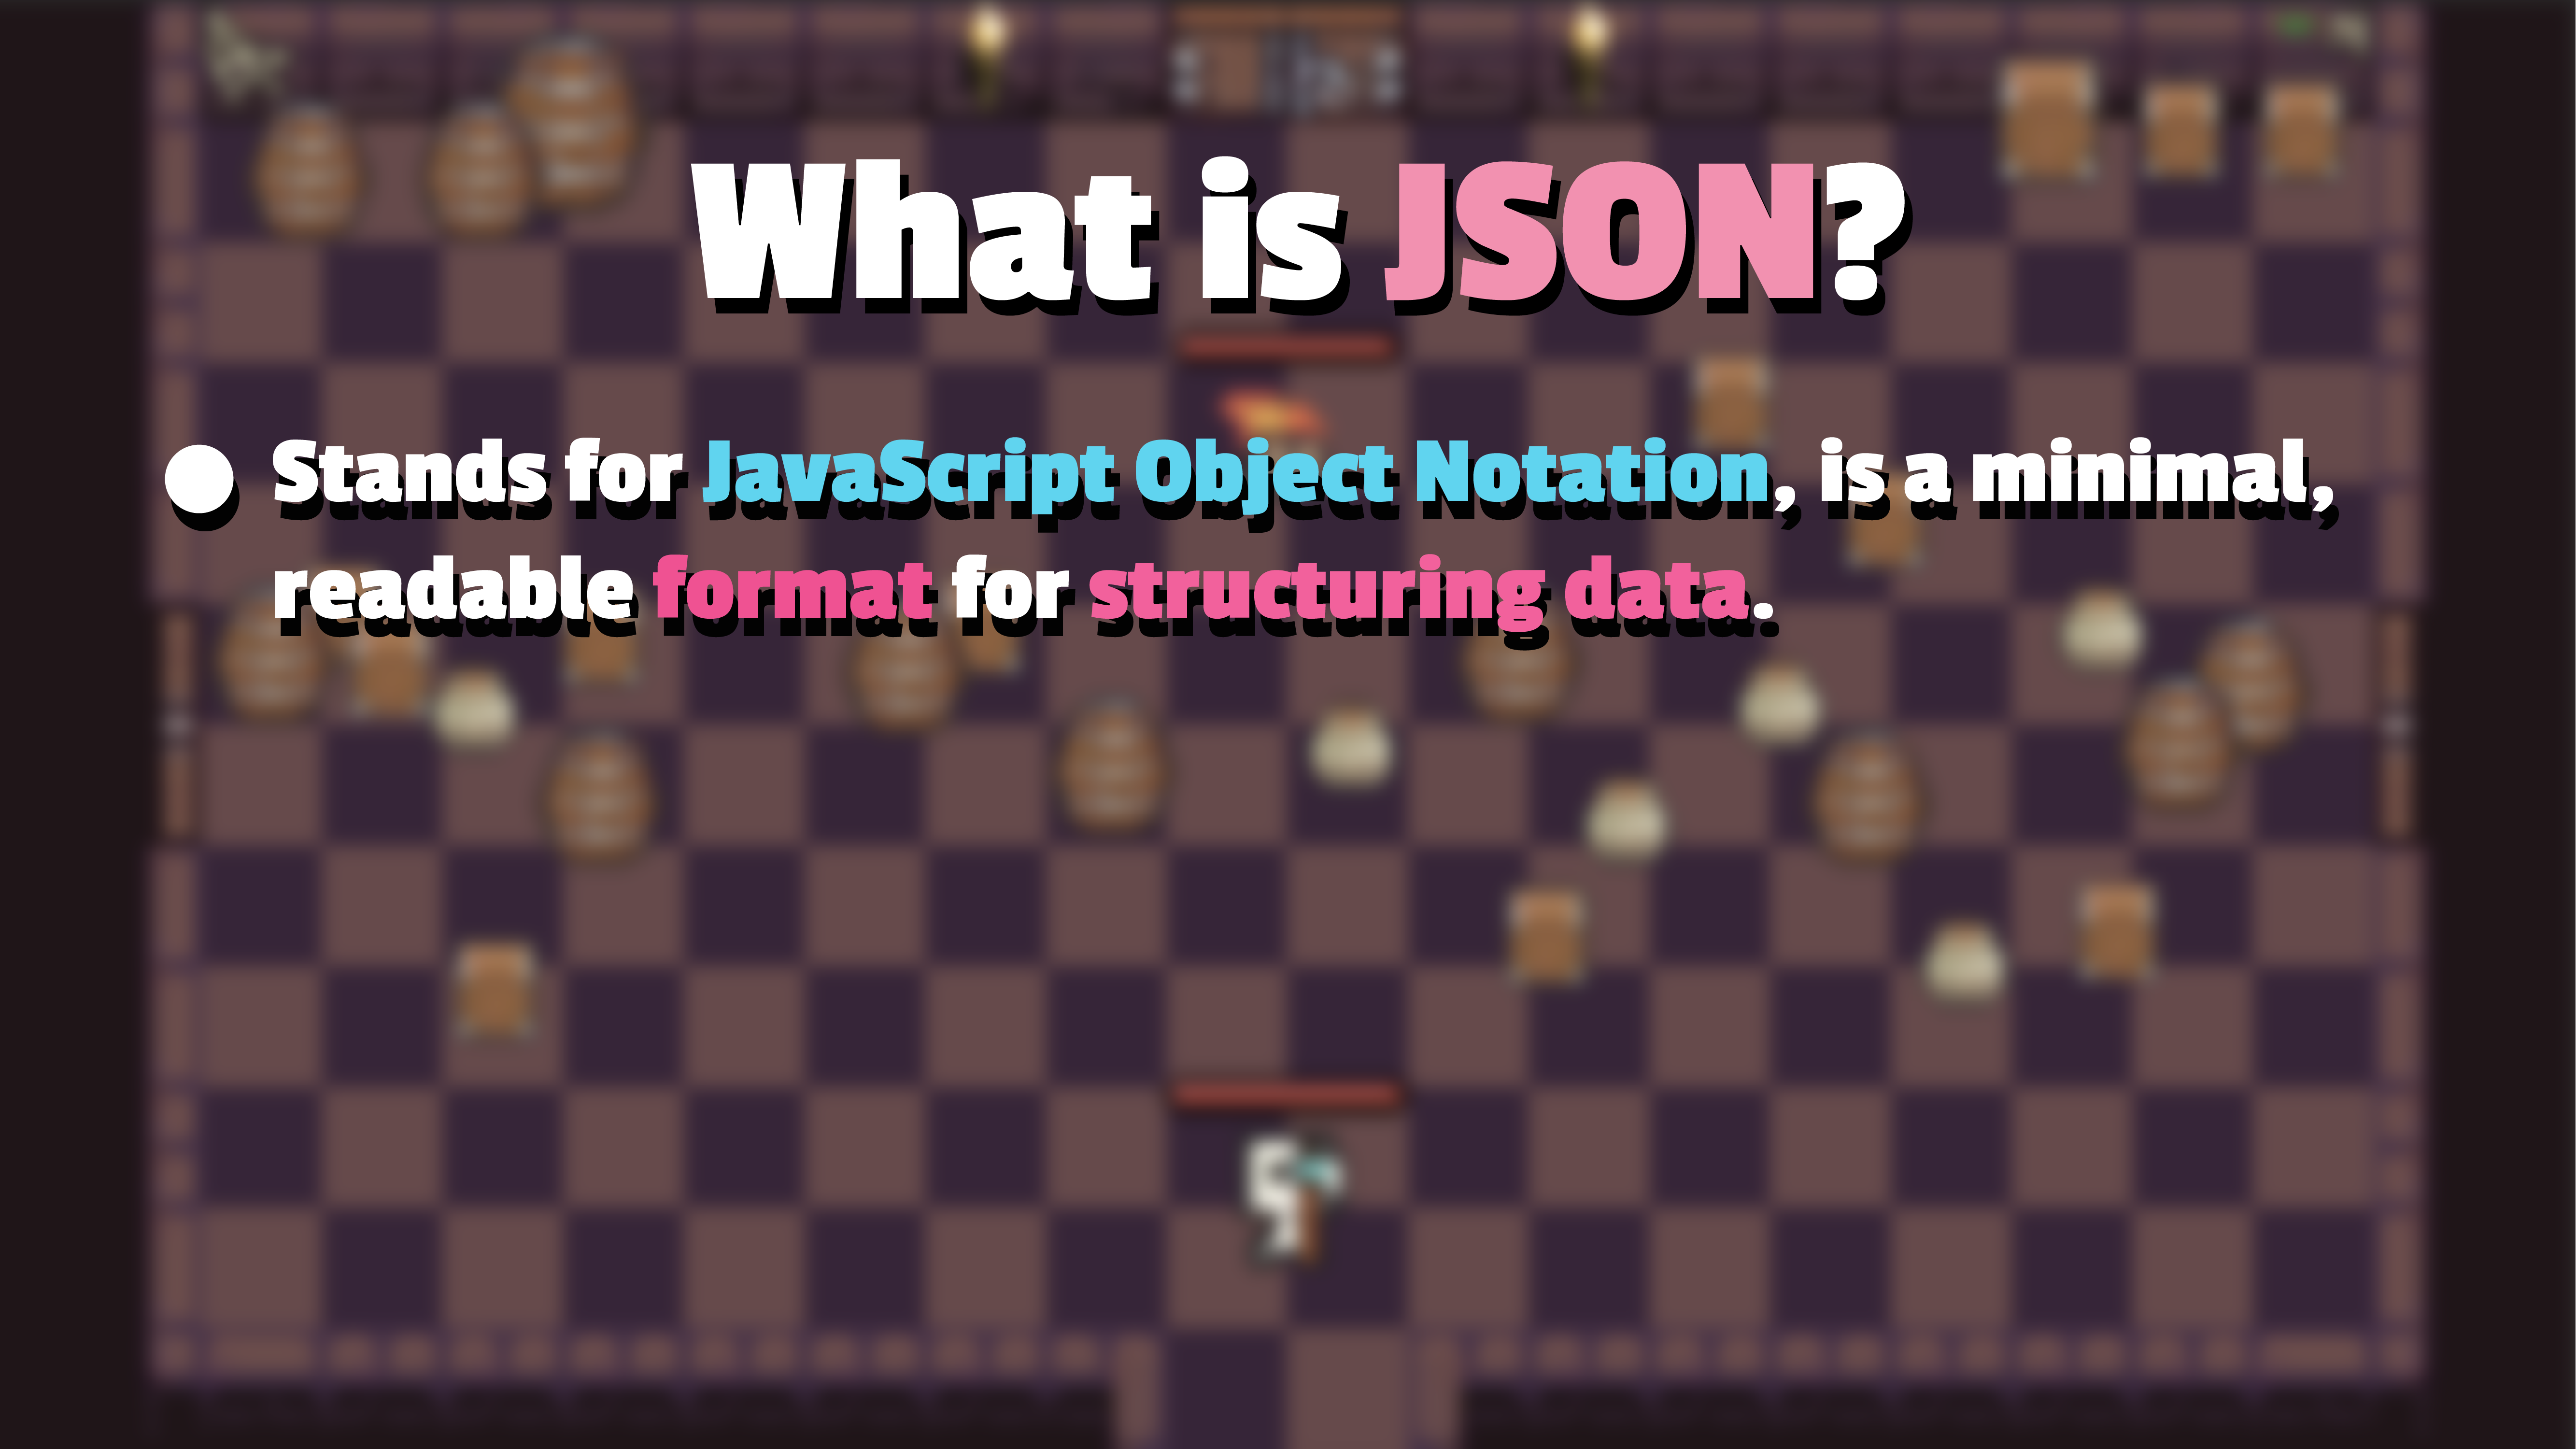 What is JSON?
● Stands for JavaScript Object Notation, is a minimal,
readable format for structuring data.